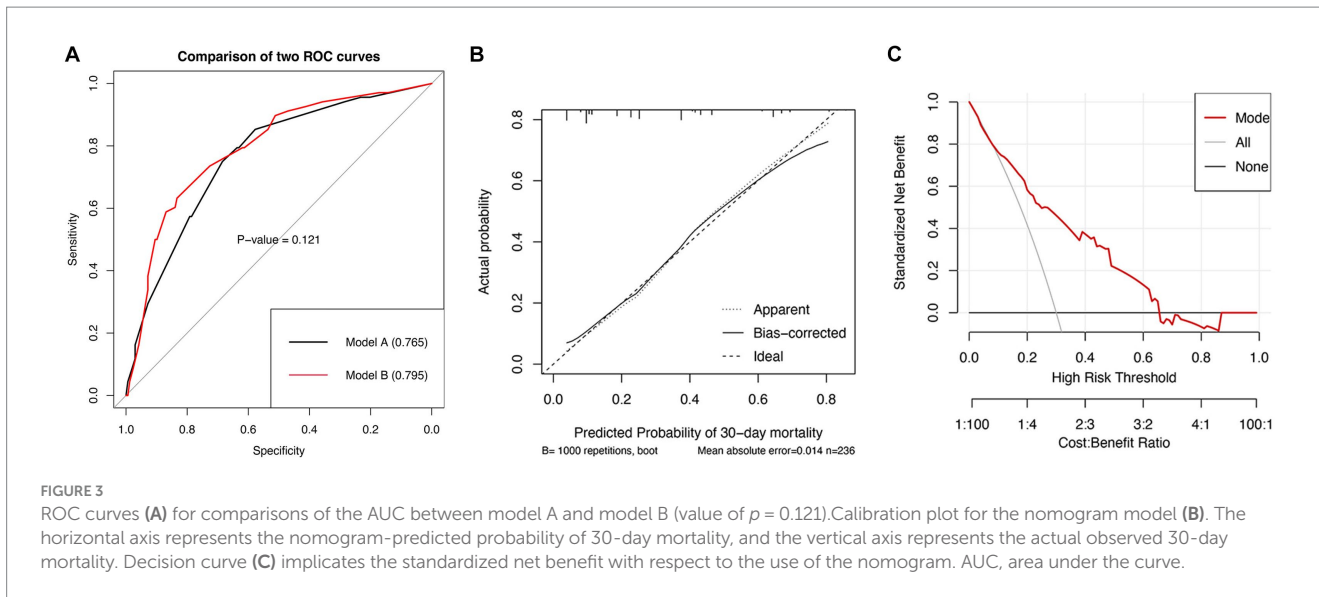 A
Comparison of two ROC curves
Sensitivity
1.0
0.8
0.6
0.4
0.2
0.0
P-value = 0.121
Model A (0.765)
Model B (0.795)
1.0
0.8
0.6
0.4
0.2
0.0
Specificity
B
Actual probability
0.8
0.6
0.4
0.2
0.0
Apparent
Bias-corrected
Ideal
0.0
0.2
0.4
0.6
0.8
Predicted Probability of 30-day mortality
B= 1000 repetitions, boot
Mean absolute error=0.014 n=236
C
Standardized Net Benefit
1.0
0.8
0.6
0.4
0.2
0.0
Mode
All
None
0.0
0.2
0.4
0.6
0.8
1.0
High Risk Threshold
1:100
1:4
2:3
3:2
4:1
100:1
Cost:Benefit Ratio
FIGURE 3
ROC curves (A) for comparisons of the AUC between model A and model B (value of p = 0.121).Calibration plot for the nomogram model (B). The
horizontal axis represents the nomogram-predicted probability of 30-day mortality, and the vertical axis represents the actual observed 30-day
mortality. Decision curve (C) implicates the standardized net benefit with respect to the use of the nomogram. AUC, area under the curve.